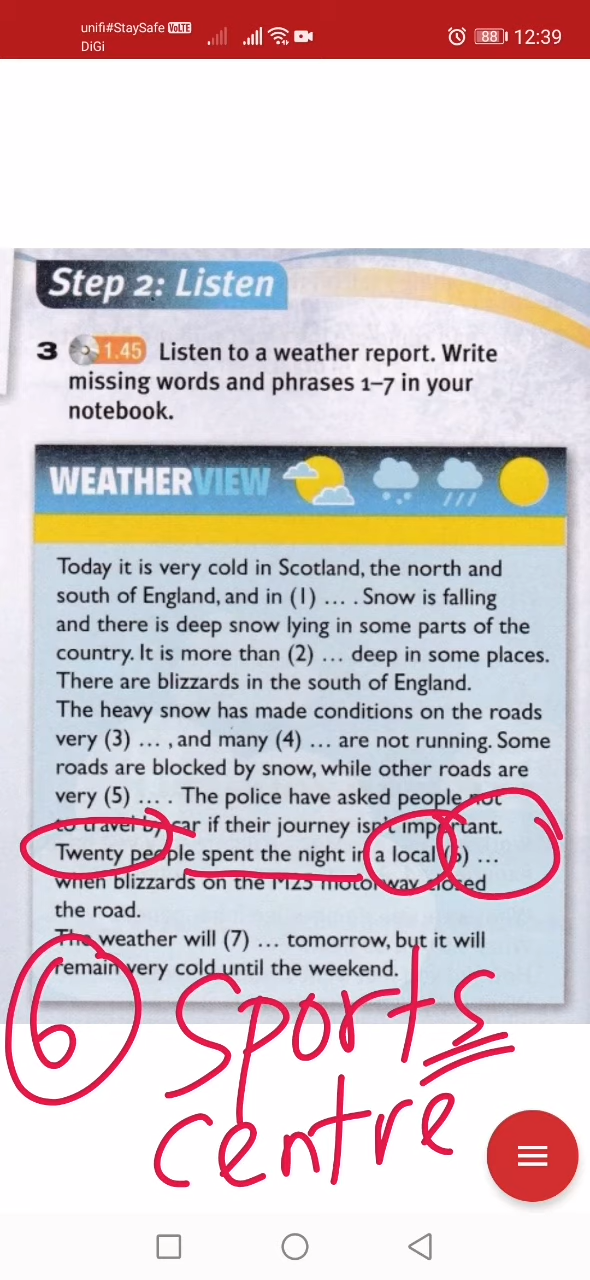 unifi#StaySafe VoLTE
DiGi
88 12:39
Step 2: Listen
3 1.45 Listen to a weather report. Write
missing words and phrases 1–7 in your
notebook.
WEATHERVIEW
Today it is very cold in Scotland, the north and
south of England, and in (1) ... . Snow is falling
and there is deep snow lying in some parts of the
country. It is more than (2) ... deep in some places.
There are blizzards in the south of England.
The heavy snow has made conditions on the roads
very (3) ... , and many (4) ... are not running. Some
roads are blocked by snow, while other roads are
very (5) ... . The police have asked people not
to travel by car if their journey isn't important.
Twenty people spent the night in a local (6) ...
when blizzards on the M25 motorway closed
the road.
The weather will (7) ... tomorrow, but it will
remain very cold until the weekend.
6 Sports
centre